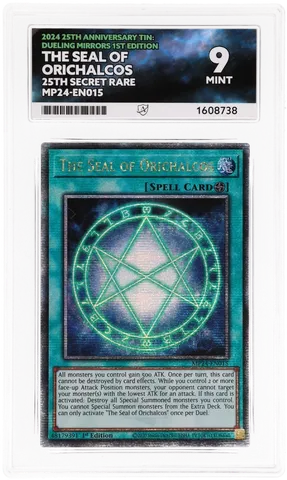 2024 25TH ANNIVERSARY TIN:
DUELING MIRRORS 1ST EDITION
THE SEAL OF
ORICHALCOS
25TH SECRET RARE
MP24-EN015
9
MINT
1608738
THE SEAL OF ORICHALCOS
[SPELL CARD]
MP24-EN015
All monsters you control gain 500 ATK. Once per turn, this card
cannot be destroyed by card effects. While you control 2 or more
face-up Attack Position monsters, your opponent cannot target
your monster(s) with the lowest ATK for an attack. If this card is
activated: Destroy all Special Summoned monsters you control.
You cannot Special Summon monsters from the Extra Deck. You
can only activate "The Seal of Orichalcos" once per Duel.
1st Edition